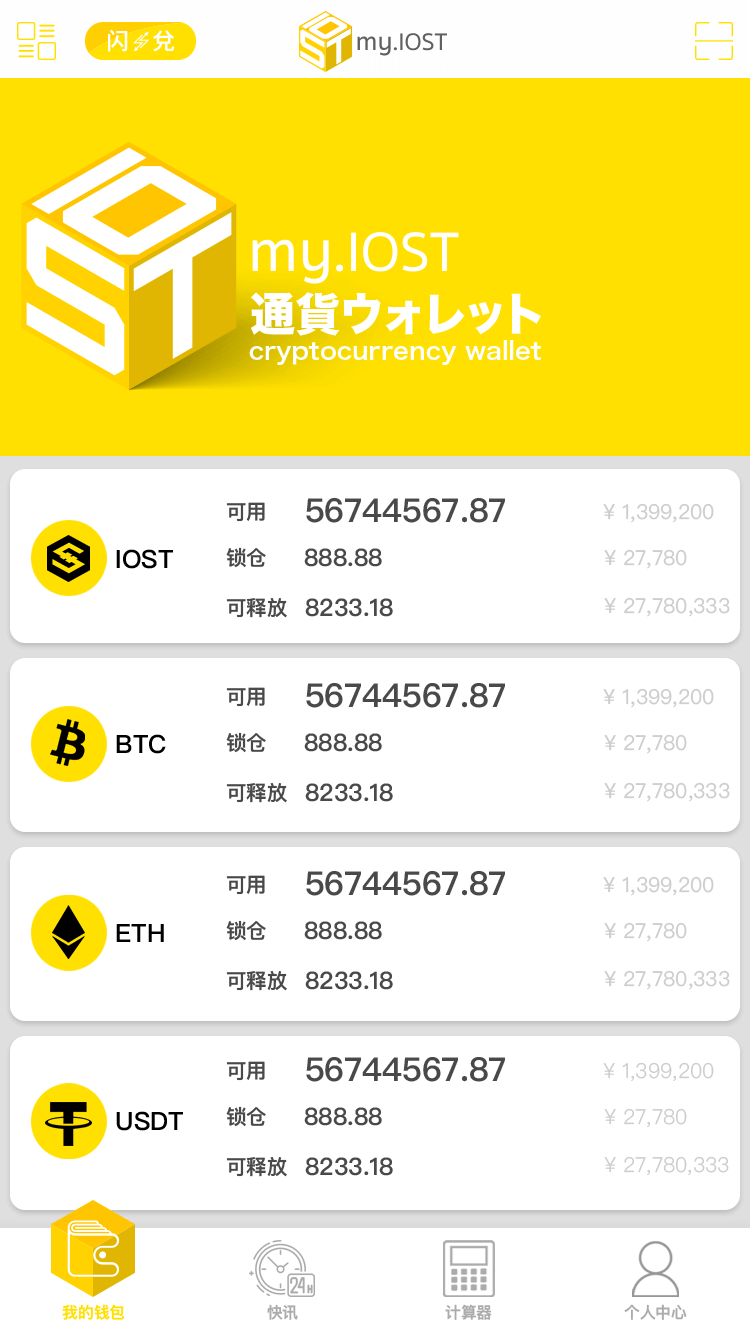 闪兑
IOST
my.IOST
IOST
my.IOST
通貨ウォレット
cryptocurrency wallet
可用 56744567.87 ¥ 1,399,200
IOST 锁仓 888.88 ¥ 27,780
可释放 8233.18 ¥ 27,780,333
可用 56744567.87 ¥ 1,399,200
BTC 锁仓 888.88 ¥ 27,780
可释放 8233.18 ¥ 27,780,333
可用 56744567.87 ¥ 1,399,200
ETH 锁仓 888.88 ¥ 27,780
可释放 8233.18 ¥ 27,780,333
可用 56744567.87 ¥ 1,399,200
USDT 锁仓 888.88 ¥ 27,780
可释放 8233.18 ¥ 27,780,333
24H
我的钱包 快讯 计算器 个人中心